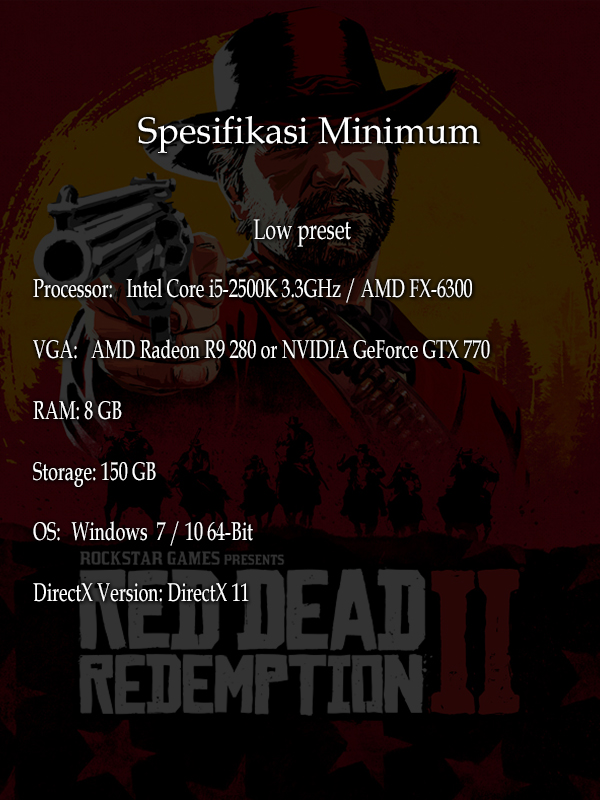 Spesifikasi Minimum
Low preset
Processor: Intel Core i5-2500K 3.3GHz / AMD FX-6300
VGA: AMD Radeon R9 280 or NVIDIA GeForce GTX 770
RAM: 8 GB
Storage: 150 GB
OS: Windows 7 / 10 64-Bit
ROCKSTAR GAMES PRESENTS
DirectX Version: DirectX 11
RED DEAD
REDEMPTION II